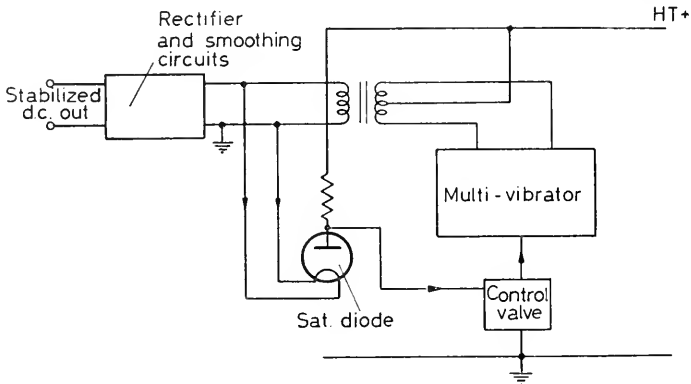 Rectifier
and smoothing
circuits
HT+
Stabilized
d.c. out
Multi-vibrator
Control
valve
Sat. diode